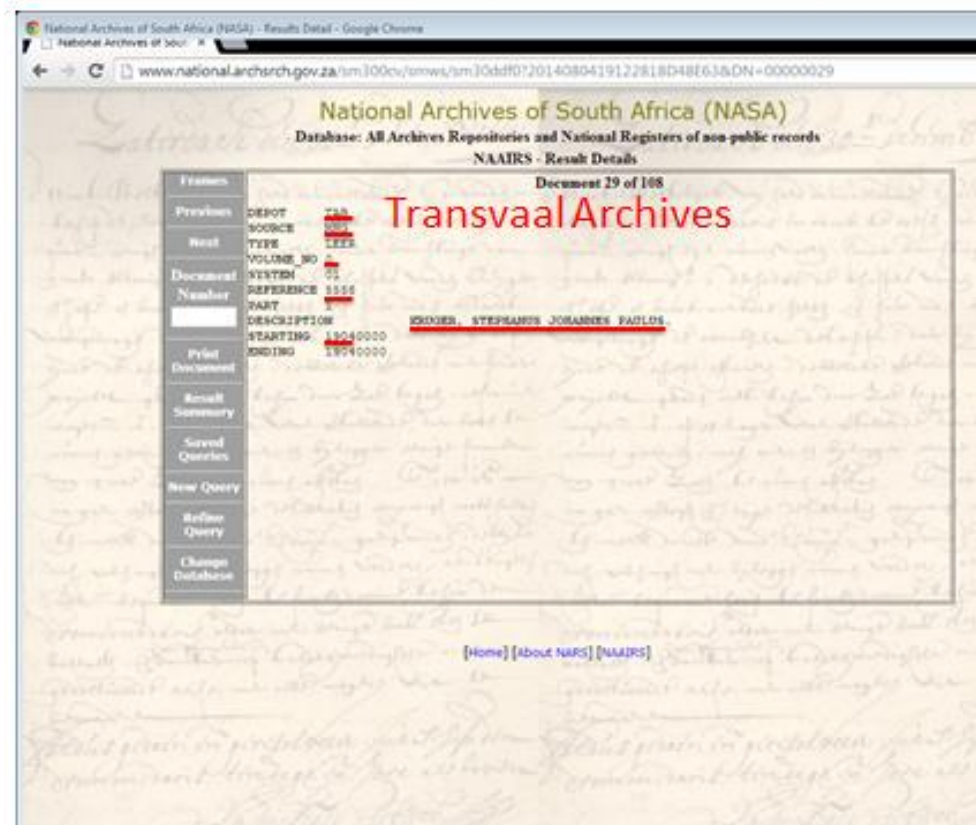 National Archives of South Africa (NASA) - Results Detail - Google Chrome
National Archives of Sout ×
www.national.archsrch.gov.za/sm300cv/smws/sm30ddf0?2014080419122818D48E63&DN=00000029
National Archives of South Africa (NASA)
Database: All Archives Repositories and National Registers of non-public records
NAAIRS - Result Details
Frames
Previous
Next
Document Number
Print Document
Result Summary
Saved Queries
New Query
Refine Query
Change Database
Document 29 of 108
Transvaal Archives
DEPOT TAB
SOURCE
TYPE LEER
VOLUME_NO 0
SYSTEM 01
REFERENCE
PART 1
DESCRIPTION KRUGER, STEPHANUS JOHANNES PAULUS.
STARTING 19040000
ENDING 19040000
[Home] [About NARS] [NAAIRS]